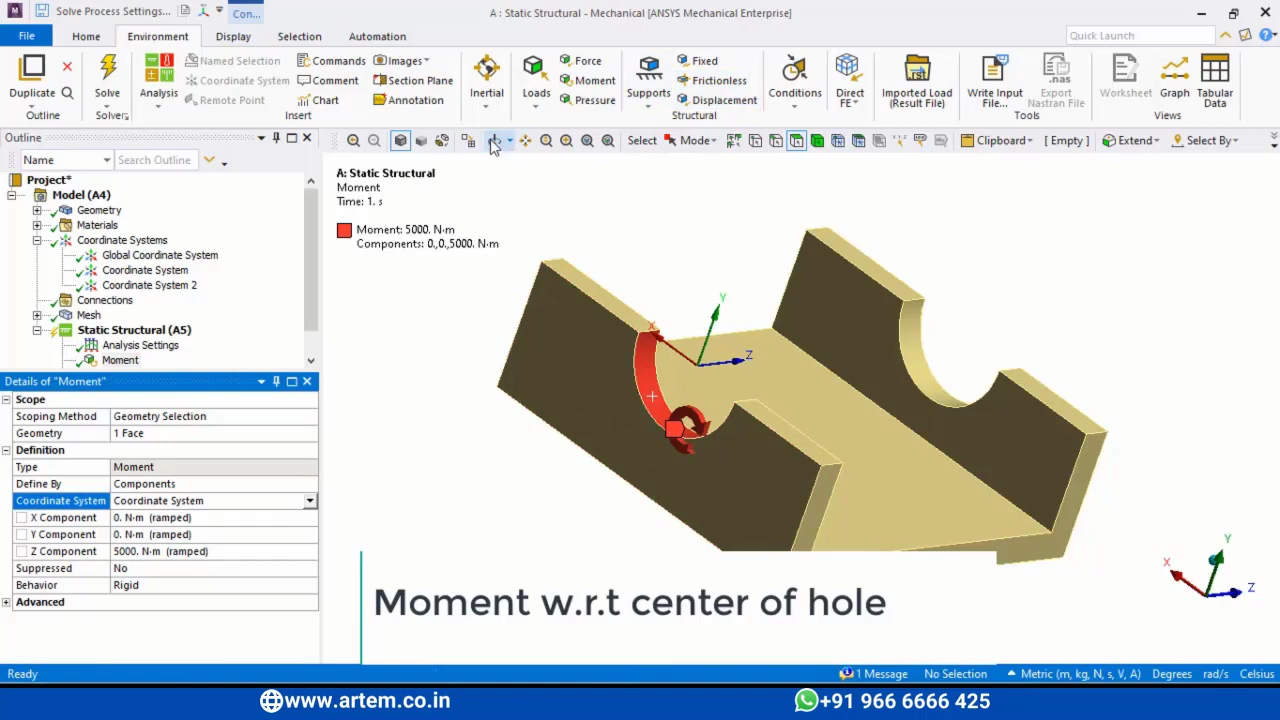 Solve Process Settings...
Con...
A : Static Structural - Mechanical [ANSYS Mechanical Enterprise]
File Home Environment Display Selection Automation
Quick Launch
Duplicate
Outline
Solve
Solver
Analysis
Named Selection
Coordinate System
Remote Point
Commands
Comment
Chart
Images
Section Plane
Annotation
Insert
Inertial
Loads
Force
Moment
Pressure
Supports
Fixed
Frictionless
Displacement
Structural
Conditions
Direct
FE
Imported Load
(Result File)
Write Input
File...
Export
Nastran File
.nas
Tools
Worksheet
Graph
Tabular
Data
Views
Outline
Select Mode
Clipboard [ Empty ] Extend Select By
Name
Search Outline
Project*
Model (A4)
Geometry
Materials
Coordinate Systems
Global Coordinate System
Coordinate System
Coordinate System 2
Connections
Mesh
Static Structural (A5)
Analysis Settings
Moment
Details of "Moment"
Scope
Scoping Method Geometry Selection
Geometry 1 Face
Definition
Type Moment
Define By Components
Coordinate System Coordinate System
X Component 0. N·m (ramped)
Y Component 0. N·m (ramped)
Z Component 5000. N·m (ramped)
Suppressed No
Behavior Rigid
Advanced
A: Static Structural
Moment
Time: 1. s
Moment: 5000. N·m
Components: 0.,0.,5000. N·m
X
Y
Z
Y
X
Z
Moment w.r.t center of hole
Ready
1 Message No Selection Metric (m, kg, N, s, V, A) Degrees rad/s Celsius
www.artem.co.in
+91 966 6666 425